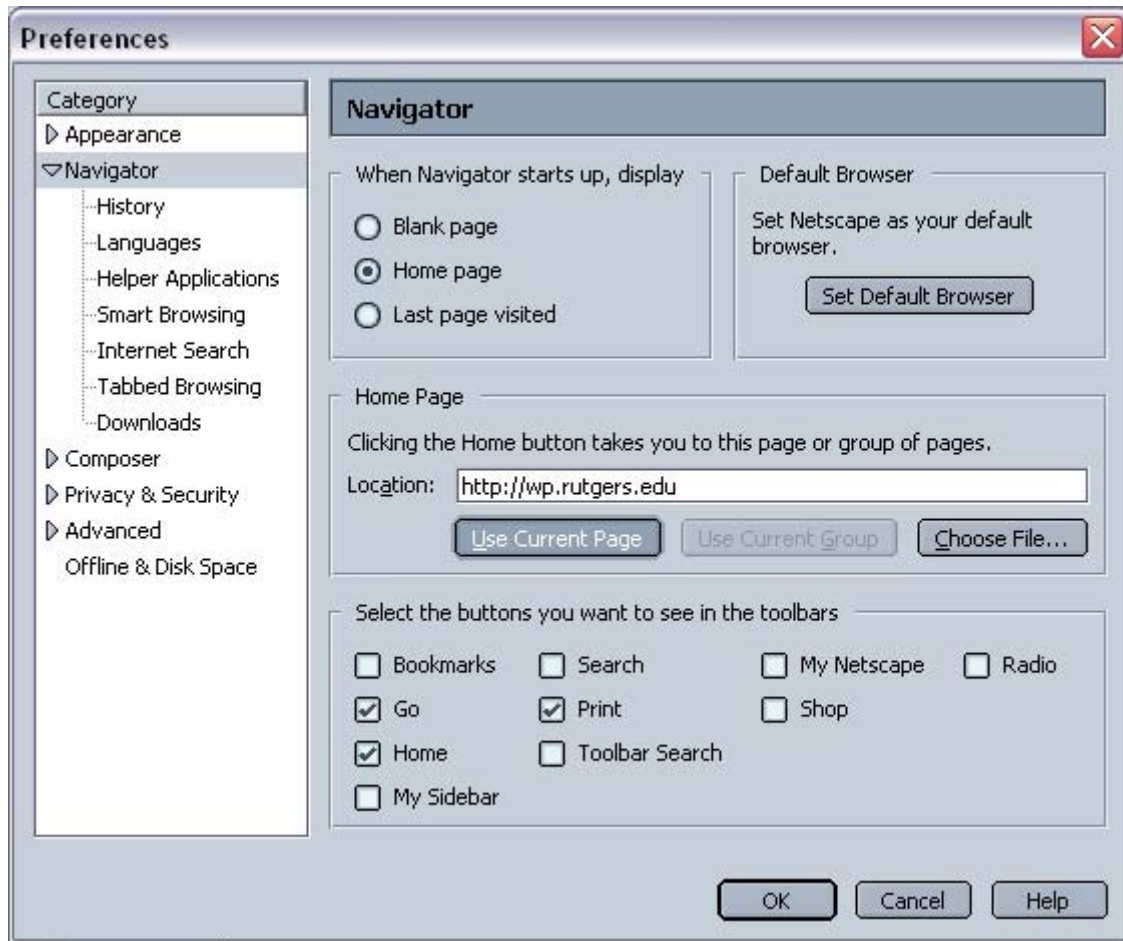 Preferences
Category
Appearance
Navigator
History
Languages
Helper Applications
Smart Browsing
Internet Search
Tabbed Browsing
Downloads
Composer
Privacy & Security
Advanced
Offline & Disk Space
Navigator
When Navigator starts up, display
Blank page
Home page
Last page visited
Default Browser
Set Netscape as your default
browser.
Set Default Browser
Home Page
Clicking the Home button takes you to this page or group of pages.
Location: http://wp.rutgers.edu
Use Current Page Use Current Group Choose File...
Select the buttons you want to see in the toolbars
Bookmarks Search My Netscape Radio
Go Print Shop
Home Toolbar Search
My Sidebar
OK Cancel Help